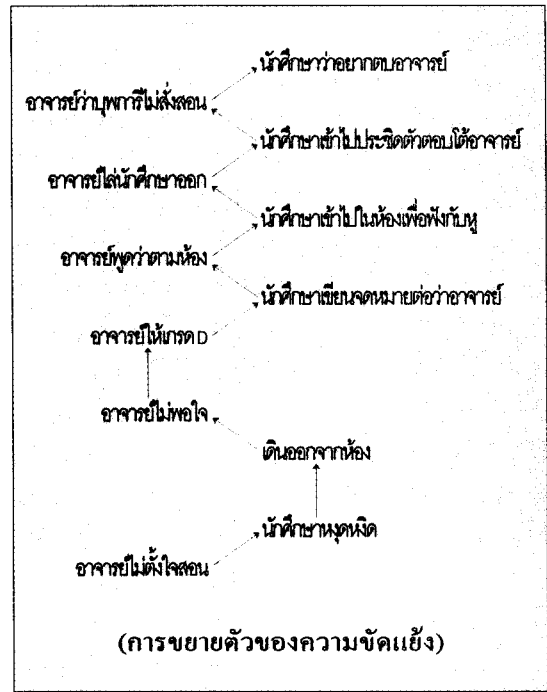 นักศึกษาว่าอยากตบอาจารย์
อาจารย์ว่าบุพการีไม่สั่งสอน
นักศึกษาเข้าไปประชิดตัวตอบโต้อาจารย์
อาจารย์ไล่นักศึกษาออก
นักศึกษาเข้าไปในห้องเพื่อฟังกับหู
อาจารย์พูดว่าตามห้อง
นักศึกษาเขียนจดหมายต่อว่าอาจารย์
อาจารย์ให้เกรด D
อาจารย์ไม่พอใจ
เดินออกจากห้อง
นักศึกษาหงุดหงิด
อาจารย์ไม่ตั้งใจสอน
(การขยายตัวของความขัดแย้ง)